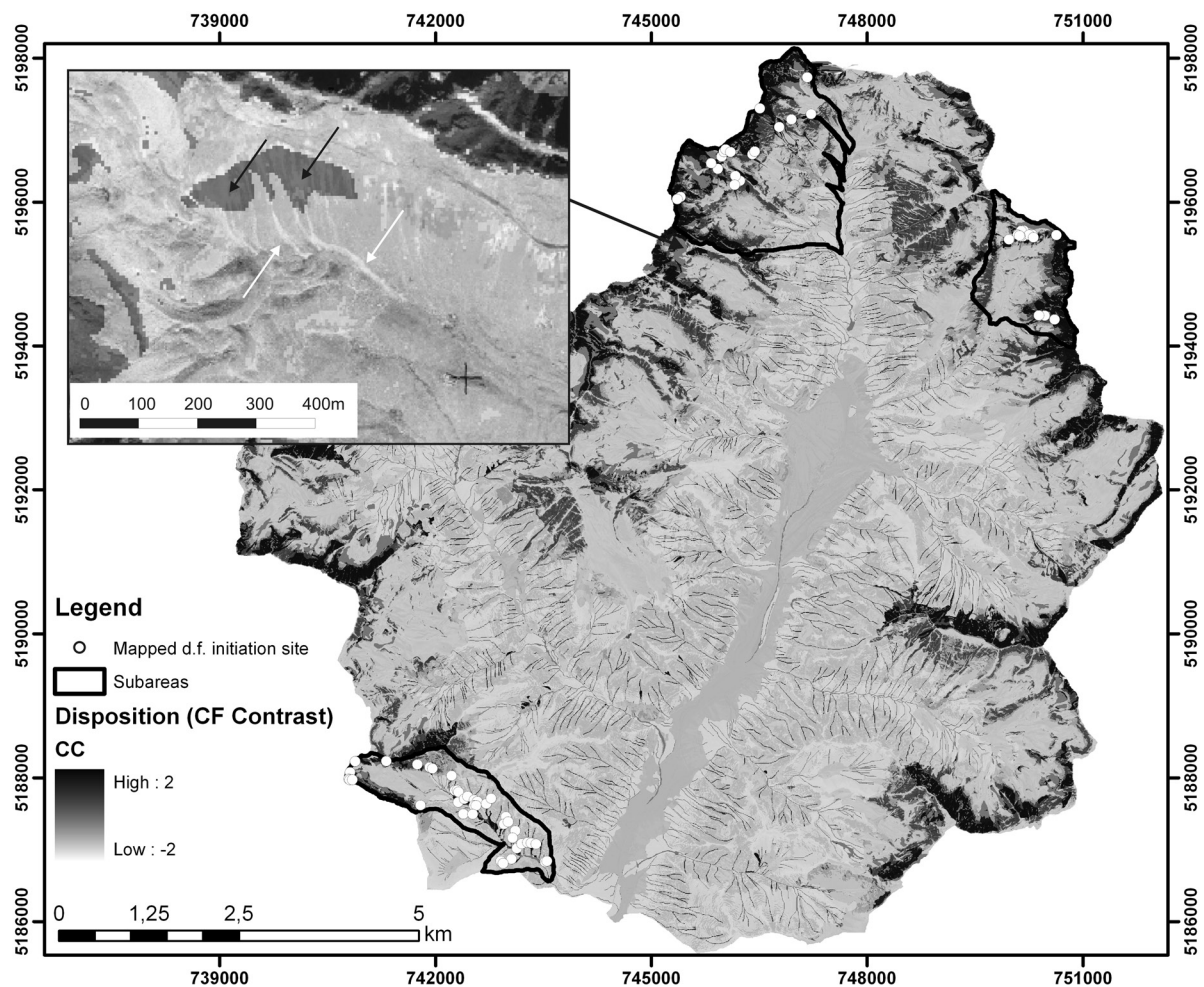 739000 742000 745000 748000 751000
5198000 5198000
5196000 5196000
5194000 5194000
0 100 200 300 400m
5192000 5192000
5190000 5190000
Legend
Mapped d.f. initiation site
Subareas
Disposition (CF Contrast)
CC
High : 2
Low : -2
5188000 5188000
0 1,25 2,5 5
km
5186000 5186000
739000 742000 745000 748000 751000